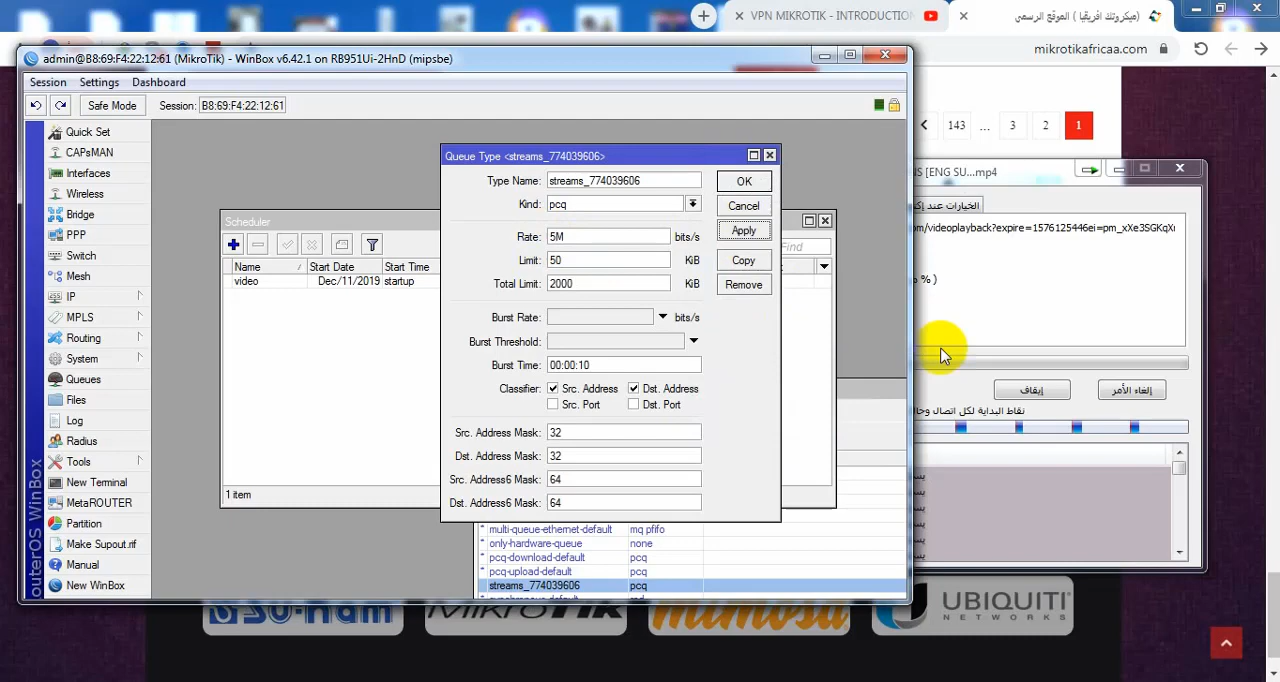 VPN MIKROTIK - INTRODUCTION
(ميكروتك افريقيا ) الموقع الرسمي
mikrotikafricaa.com
admin@B8:69:F4:22:12:61 (MikroTik) - WinBox v6.42.1 on RB951Ui-2HnD (mipsbe)
Session Settings Dashboard
Safe Mode Session: B8:69:F4:22:12:61
Quick Set
CAPsMAN
Interfaces
Wireless
Bridge
PPP
Switch
Mesh
IP
MPLS
Routing
System
Queues
Files
Log
Radius
Tools
New Terminal
MetaROUTER
Partition
Make Supout.rif
Manual
New WinBox
RouterOS WinBox
Scheduler
Find
Name Start Date Start Time
video Dec/11/2019 startup
1 item
Queue Type <streams_774039606>
Type Name: streams_774039606
Kind: pcq
Rate: 5M bits/s
Limit: 50 KiB
Total Limit: 2000 KiB
Burst Rate: bits/s
Burst Threshold:
Burst Time: 00:00:10
Classifier: Src. Address Dst. Address
Src. Port Dst. Port
Src. Address Mask: 32
Dst. Address Mask: 32
Src. Address6 Mask: 64
Dst. Address6 Mask: 64
OK
Cancel
Apply
Copy
Remove
* multi-queue-ethernet-default mq pfifo
* only-hardware-queue none
* pcq-download-default pcq
* pcq-upload-default pcq
streams_774039606 pcq
143 ... 3 2 1
NS [ENG SU...mp4
الخيارات عند
om/videoplayback?expire=1576125446ei=pm_xXe3SGKqXr
% )
إيقاف
إلغاء الأمر
نقاط البداية لكل اتصال
MikroTik
mimosa
UBIQUITI
NETWORKS